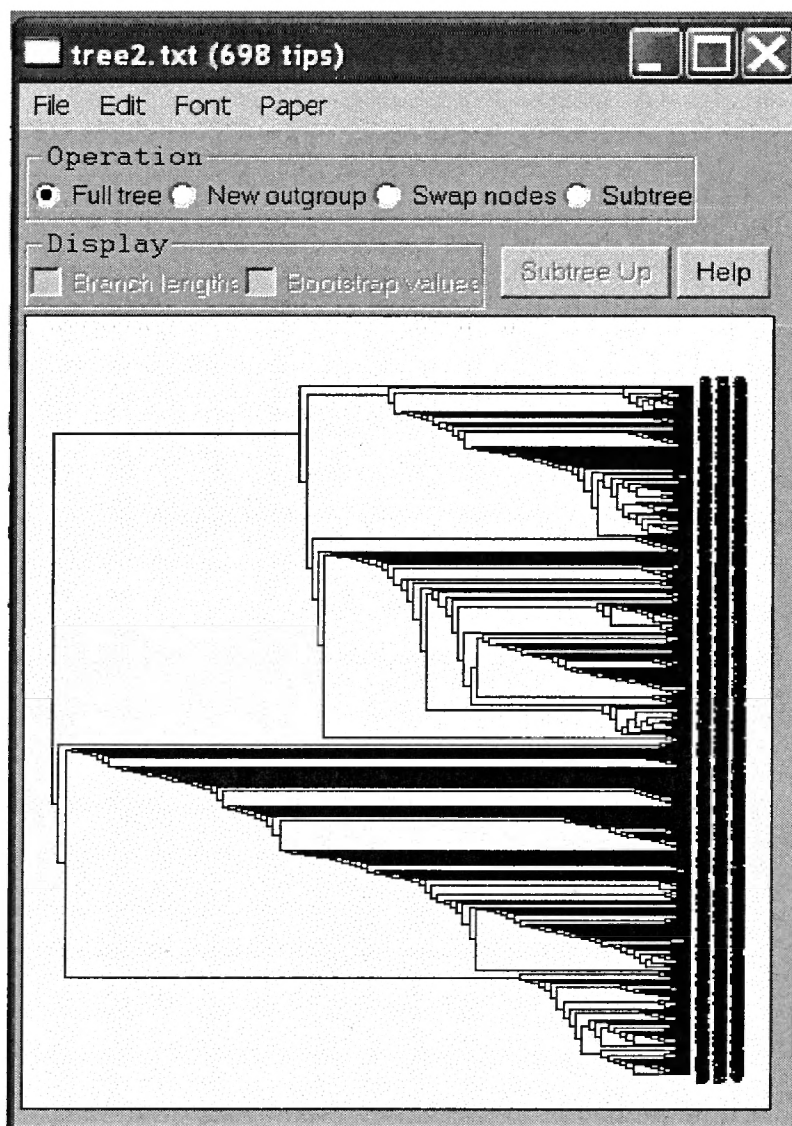 tree2.txt (698 tips)
File Edit Font Paper
Operation
Full tree New outgroup Swap nodes Subtree
Display
Branch lengths Bootstrap values Subtree Up Help